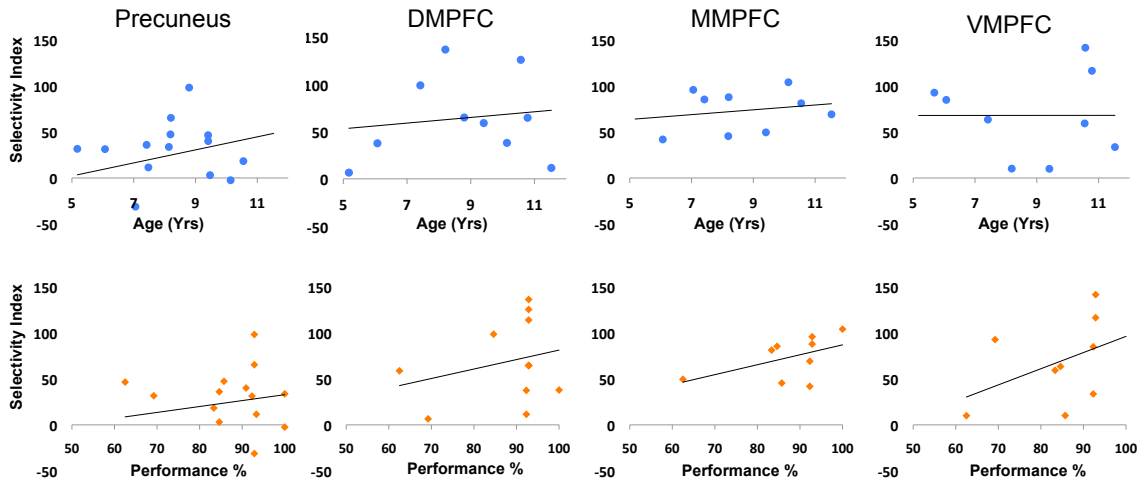 Precuneus DMPFC MMPFC VMPFC
Selectivity Index
150 150 150 150
100 100 100 100
50 50 50 50
0 0 0 0
-50 -50 -50 -50
5 7 9 11 5 7 9 11 5 7 9 11 5 7 9 11
Age (Yrs) Age (Yrs) Age (Yrs) Age (Yrs)
Selectivity Index
150 150 150 150
100 100 100 100
50 50 50 50
0 0 0 0
-50 -50 -50 -50
50 60 70 80 90 100 50 60 70 80 90 100 50 60 70 80 90 100 50 60 70 80 90 100
Performance % Performance % Performance % Performance %